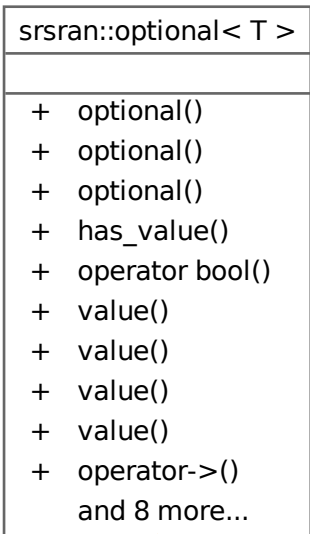 srsran::optional< T >
+ optional()
+ optional()
+ optional()
+ has_value()
+ operator bool()
+ value()
+ value()
+ value()
+ value()
+ operator->()
and 8 more...